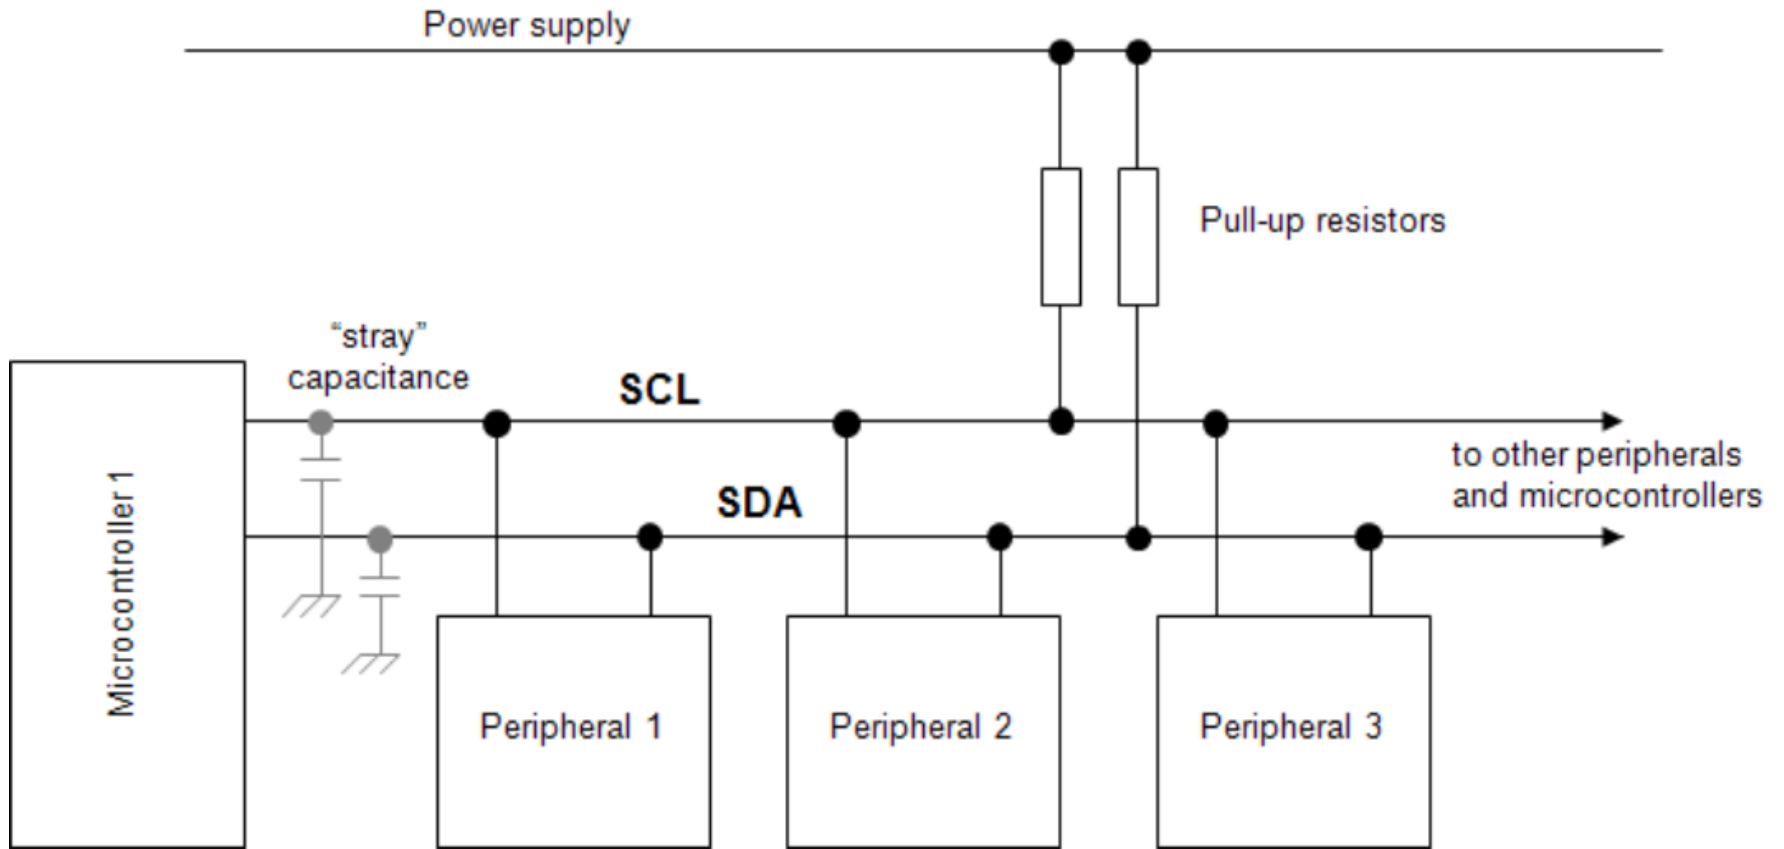 Power supply
Pull-up resistors
“stray”
capacitance
SCL
SDA
to other peripherals
and microcontrollers
Microcontroller 1
Peripheral 1
Peripheral 2
Peripheral 3